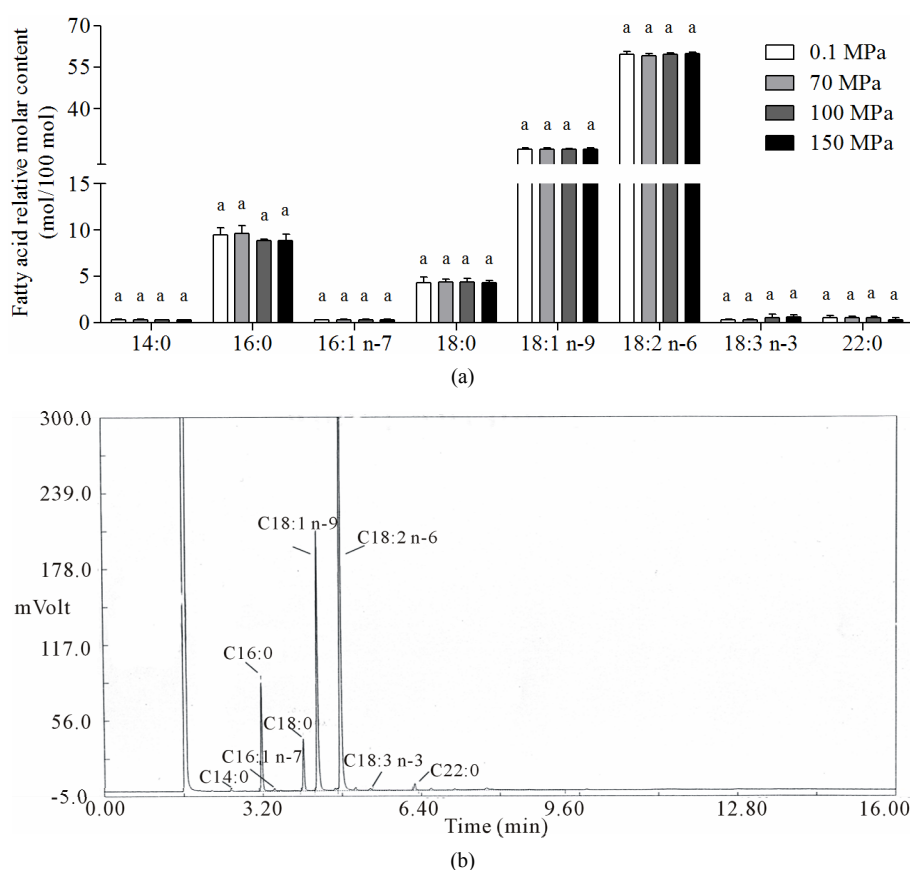 Fatty acid relative molar content
(mol/100 mol)
70
55
40
15
10
5
0
a a a a
a a a a
a a a a
a a a a
a a a a
a a a a
a a a a
a a a a
0.1 MPa
70 MPa
100 MPa
150 MPa
14:0 16:0 16:1 n-7 18:0 18:1 n-9 18:2 n-6 18:3 n-3 22:0
(a)
300.0
239.0
178.0
mVolt
117.0
56.0
-5.0
C18:1 n-9
C18:2 n-6
C16:0
C18:0
C16:1 n-7
C14:0
C18:3 n-3
C22:0
0.00 3.20 6.40 9.60 12.80 16.00
Time (min)
(b)